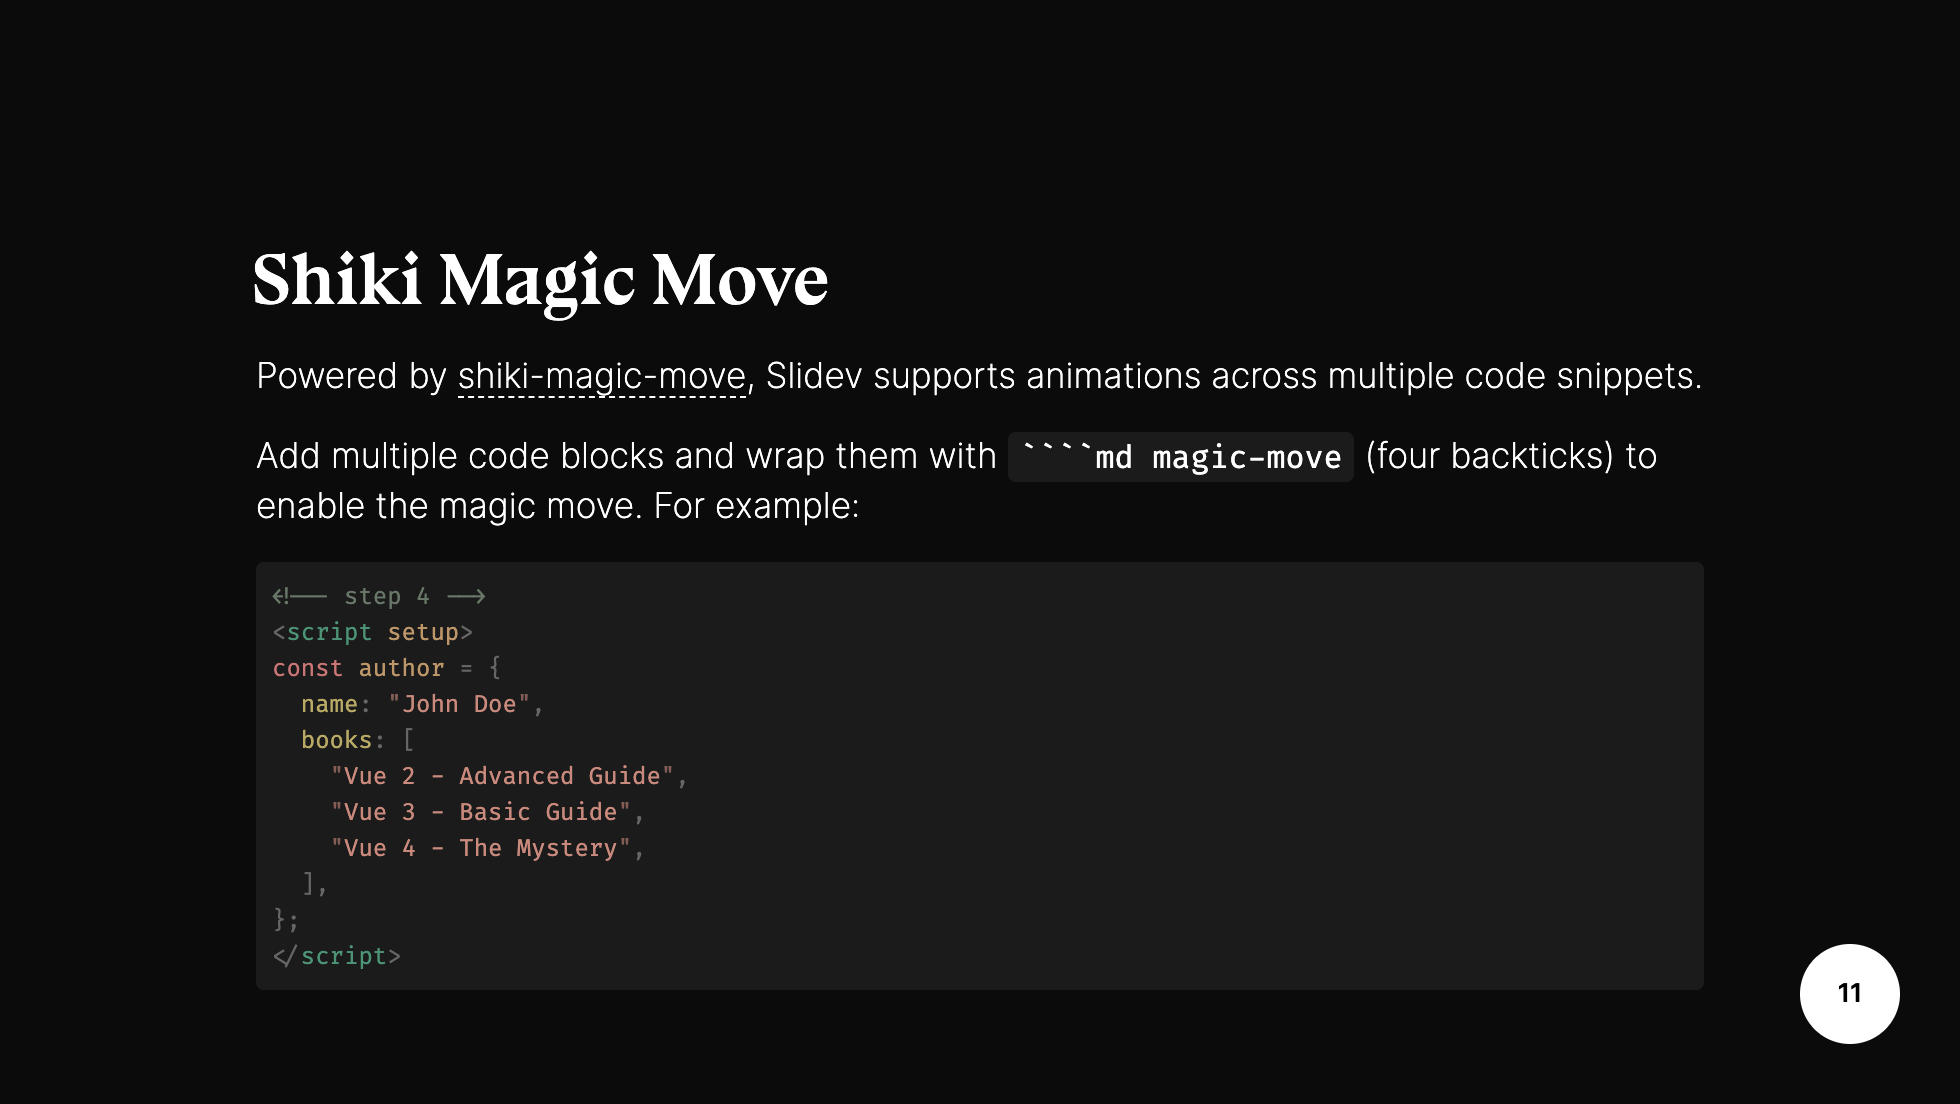 Shiki Magic Move
Powered by shiki-magic-move, Slidev supports animations across multiple code snippets.
Add multiple code blocks and wrap them with ````md magic-move (four backticks) to
enable the magic move. For example:
<!-- step 4 -->
<script setup>
const author = {
  name: "John Doe",
  books: [
    "Vue 2 - Advanced Guide",
    "Vue 3 - Basic Guide",
    "Vue 4 - The Mystery",
  ],
};
</script>
11